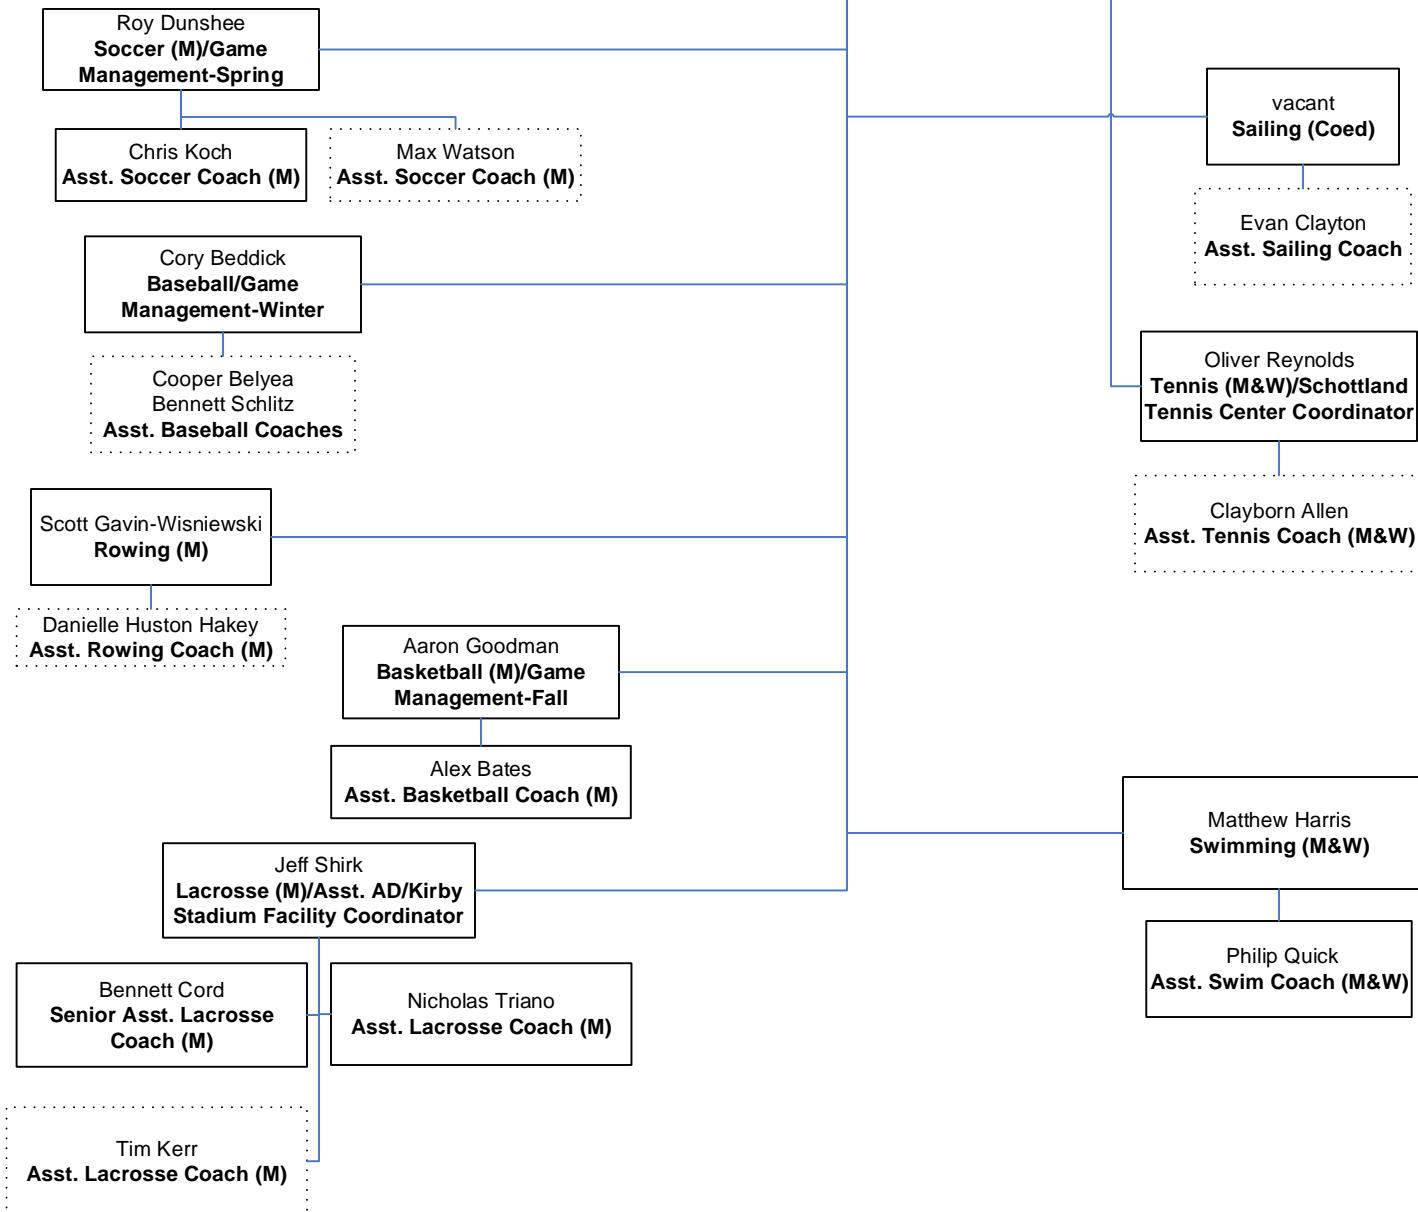 Roy Dunshee
Soccer (M)/Game
Management-Spring
Chris Koch
Asst. Soccer Coach (M)
Max Watson
Asst. Soccer Coach (M)
vacant
Sailing (Coed)
Evan Clayton
Asst. Sailing Coach
Cory Beddick
Baseball/Game
Management-Winter
Cooper Belyea
Bennett Schlitz
Asst. Baseball Coaches
Oliver Reynolds
Tennis (M&W)/Schottland
Tennis Center Coordinator
Clayborn Allen
Asst. Tennis Coach (M&W)
Scott Gavin-Wisniewski
Rowing (M)
Danielle Huston Hakey
Asst. Rowing Coach (M)
Aaron Goodman
Basketball (M)/Game
Management-Fall
Alex Bates
Asst. Basketball Coach (M)
Matthew Harris
Swimming (M&W)
Philip Quick
Asst. Swim Coach (M&W)
Jeff Shirk
Lacrosse (M)/Asst. AD/Kirby
Stadium Facility Coordinator
Bennett Cord
Senior Asst. Lacrosse
Coach (M)
Nicholas Triano
Asst. Lacrosse Coach (M)
Tim Kerr
Asst. Lacrosse Coach (M)